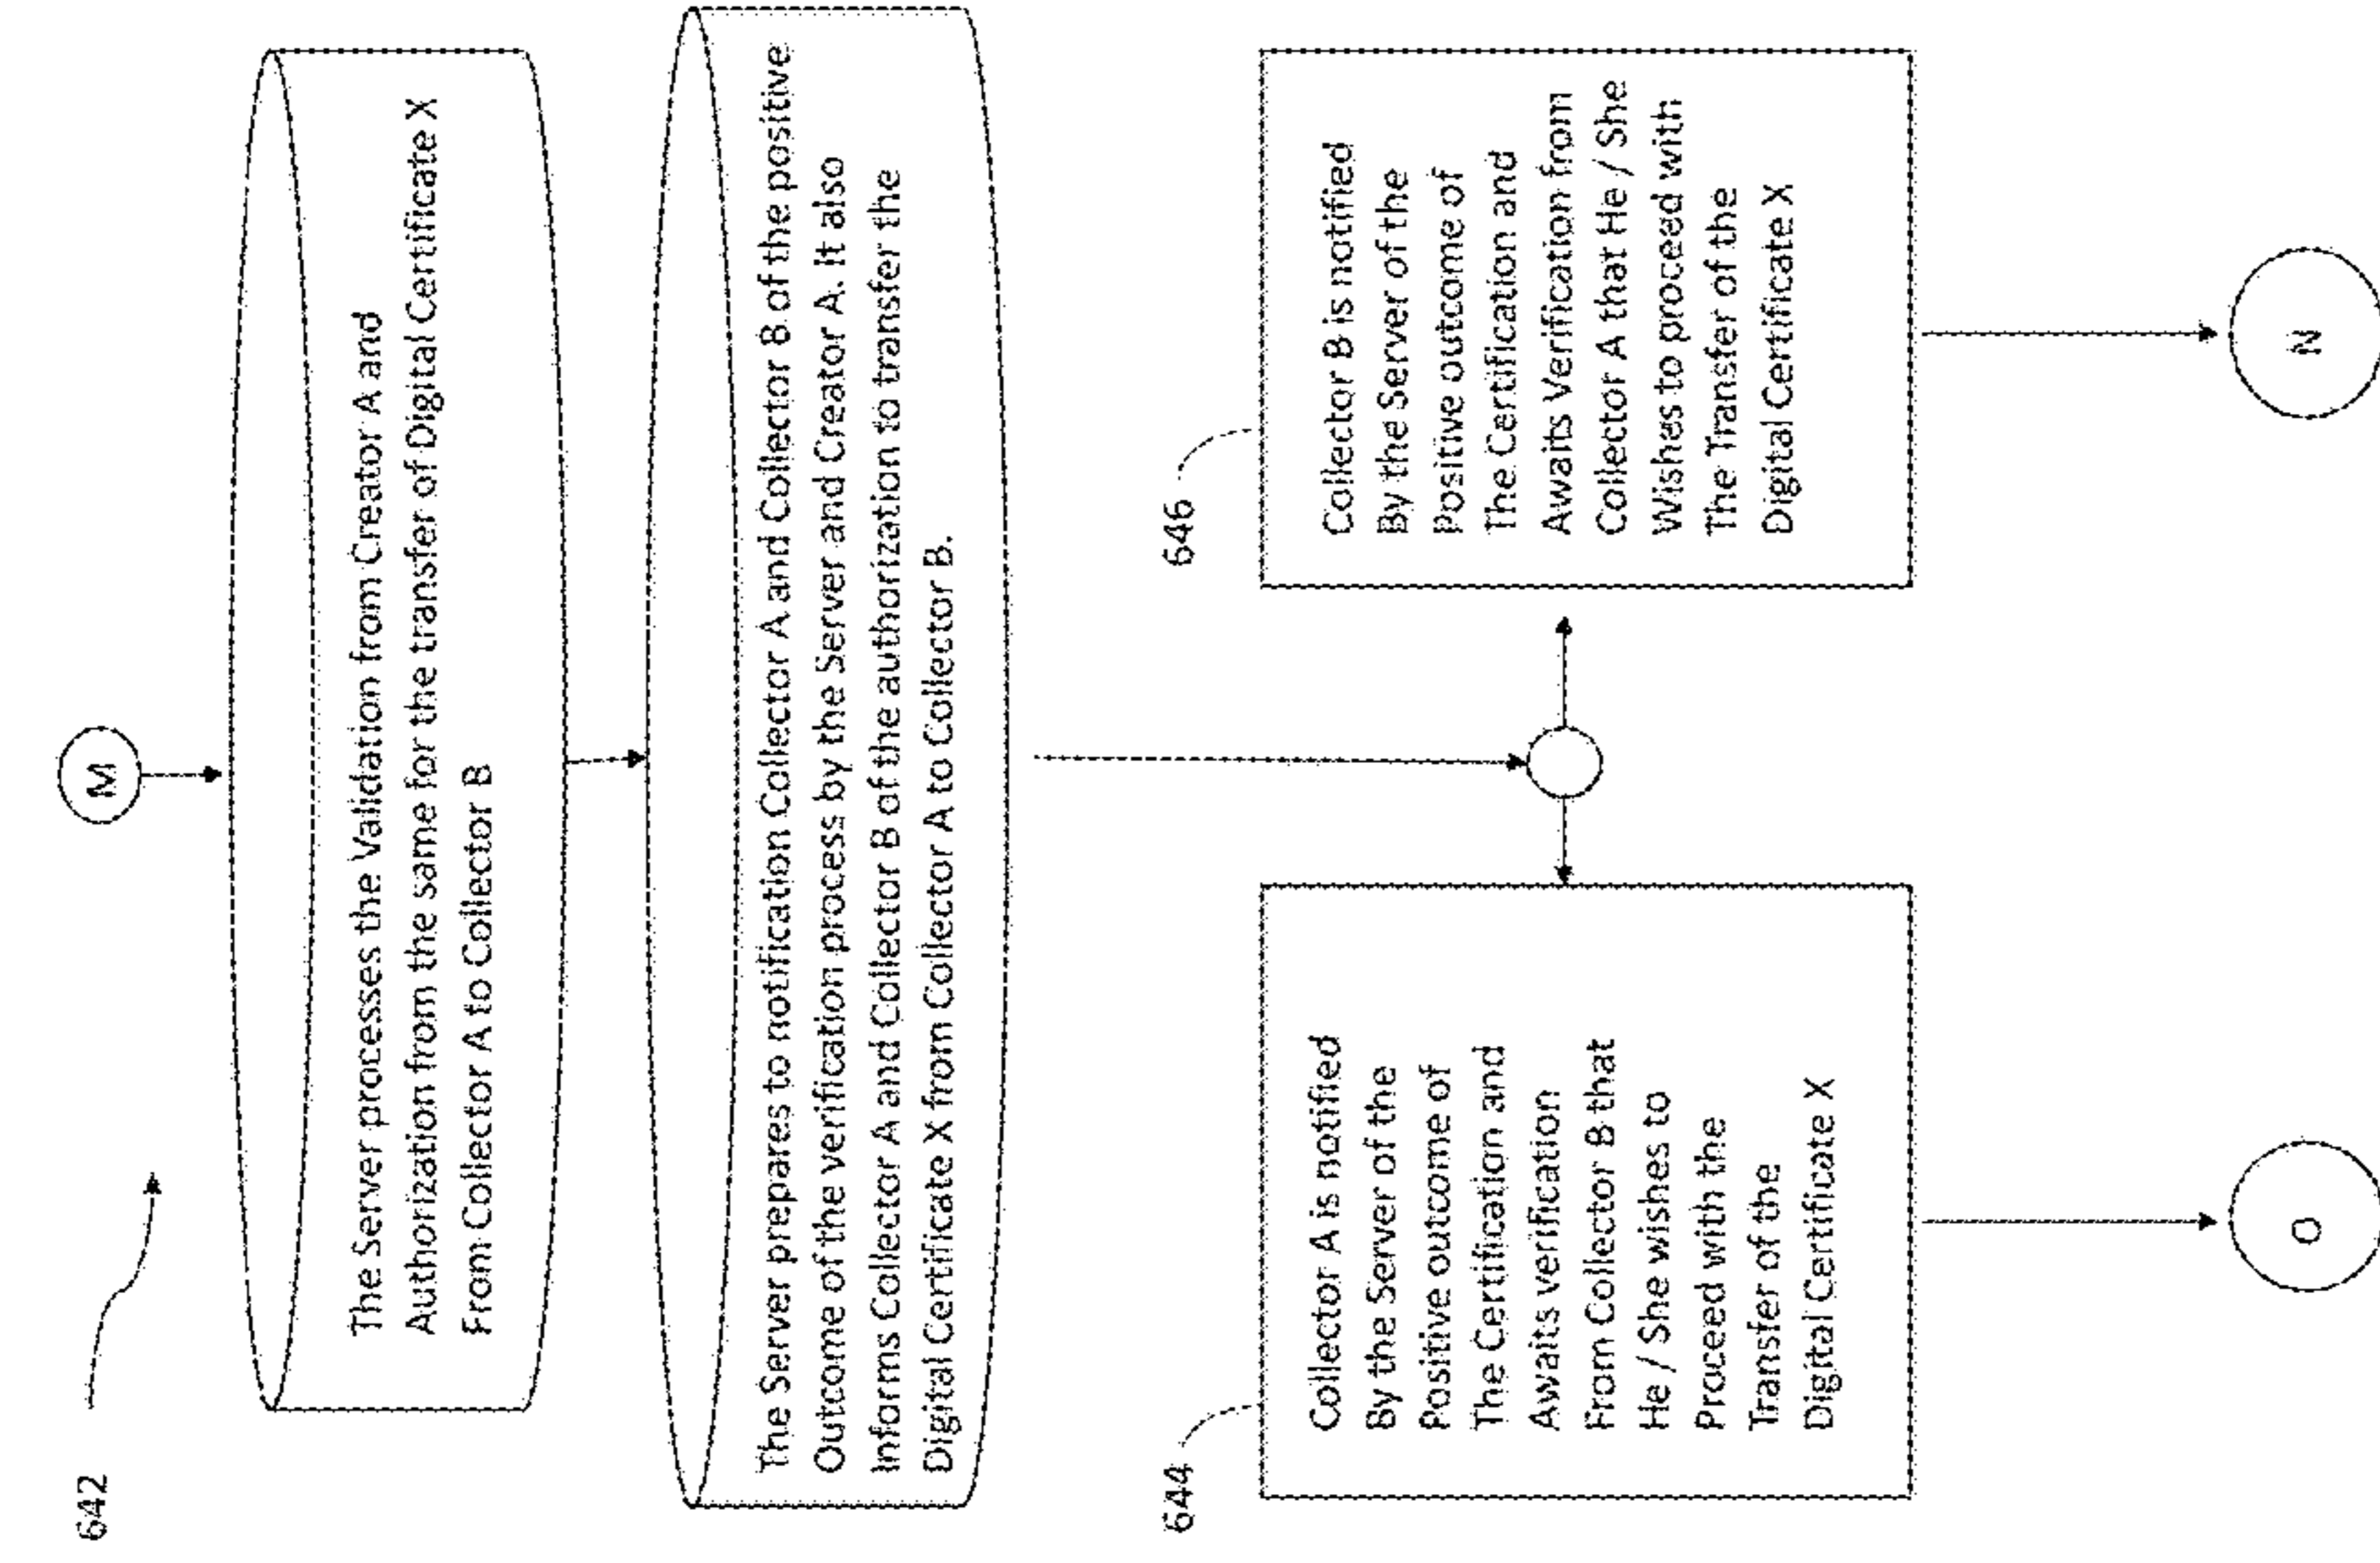 642
M
The Server processes the Validation from Creator A and
Authorization from the same for the transfer of Digital Certificate X
From Collector A to Collector B
The Server prepares to notification Collector A and Collector B of the positive
Outcome of the verification process by the Server and Creator A. It also
Informs Collector A and Collector B of the authorization to transfer the
Digital Certificate X from Collector A to Collector B.
644
Collector A is notified
By the Server of the
Positive outcome of
The Certification and
Awaits verification
From Collector B that
He / She wishes to
Proceed with the
Transfer of the
Digital Certificate X
646
Collector B is notified
By the Server of the
Positive outcome of
The Certification and
Awaits Verification from
Collector A that He / She
Wishes to proceed with
The Transfer of the
Digital Certificate X
O
N